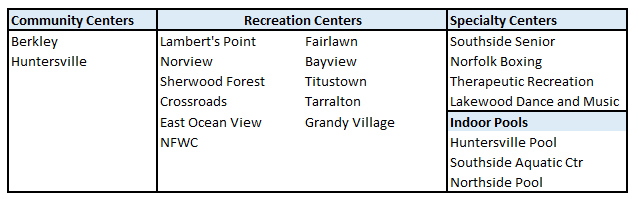 Community Centers
Berkley
Huntersville
Recreation Centers
Lambert's Point
Norview
Sherwood Forest
Crossroads
East Ocean View
NFWC
Fairlawn
Bayview
Titustown
Tarralton
Grandy Village
Specialty Centers
Southside Senior
Norfolk Boxing
Therapeutic Recreation
Lakewood Dance and Music
Indoor Pools
Huntersville Pool
Southside Aquatic Ctr
Northside Pool